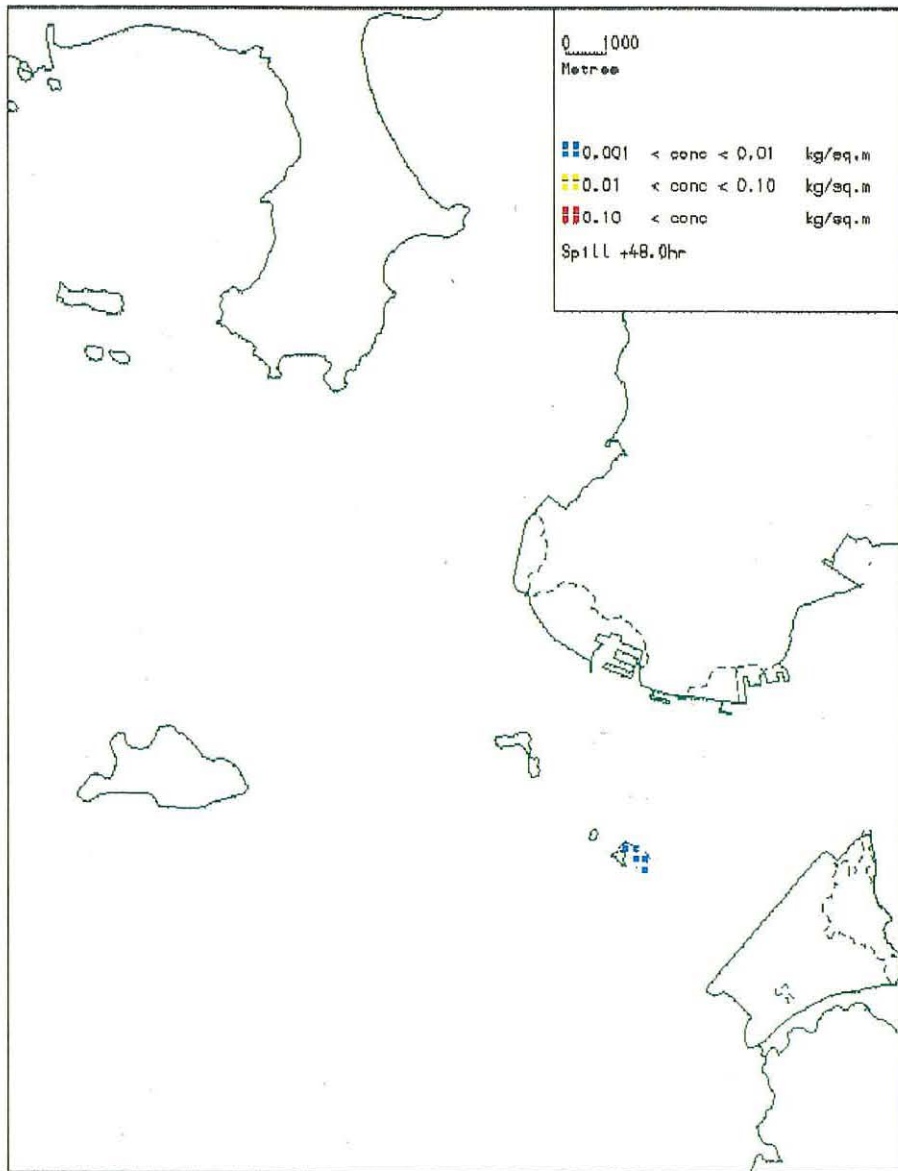 0 1000
Metres
0.001 < conc < 0.01 kg/sq.m
0.01 < conc < 0.10 kg/sq.m
0.10 < conc kg/sq.m
Spill +48.0hr